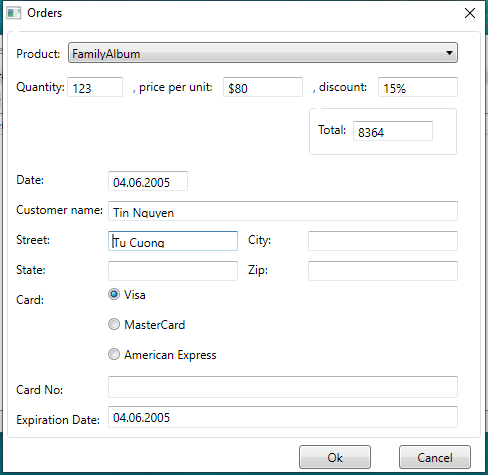 Orders
Product: FamilyAlbum
Quantity: 123 , price per unit: $80 , discount: 15%
Total: 8364
Date: 04.06.2005
Customer name: Tin Nguyen
Street: Tu Cuong City:
State: Zip:
Card: Visa
MasterCard
American Express
Card No:
Expiration Date: 04.06.2005
Ok Cancel